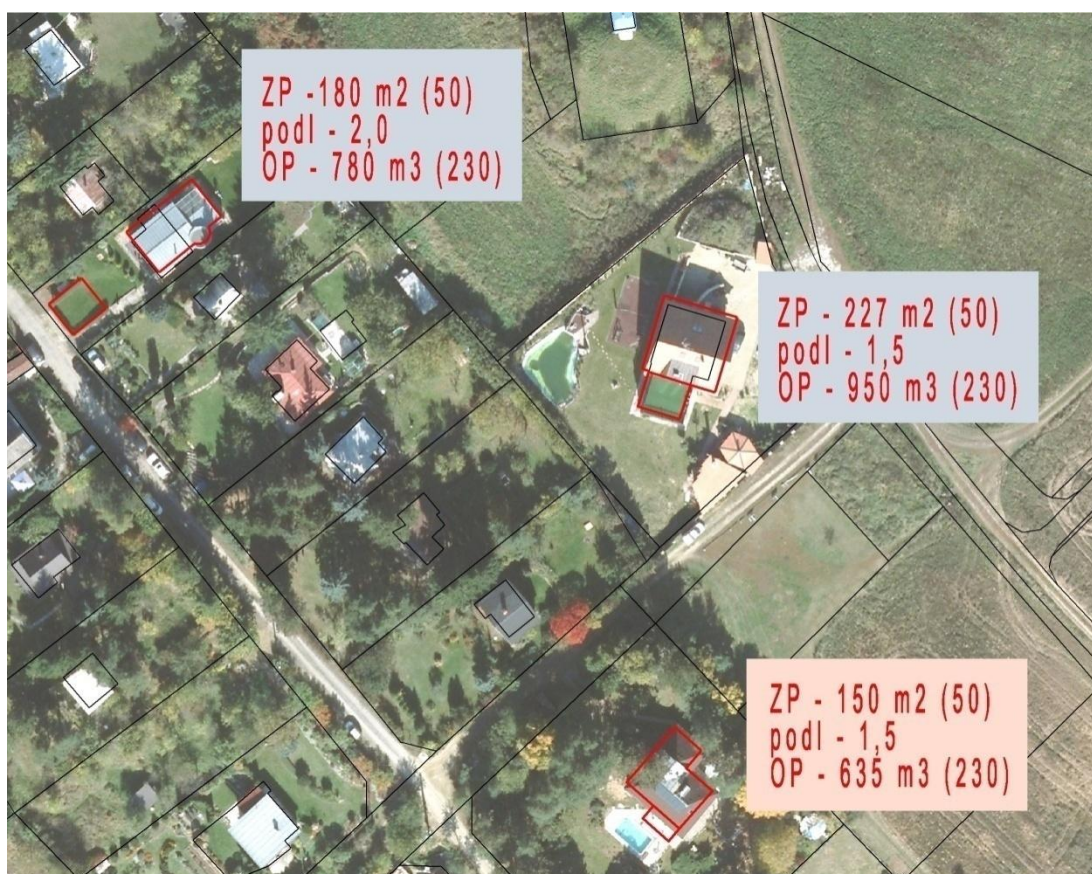 ZP -180 m2 (50)
podl - 2,0
OP - 780 m3 (230)
ZP - 227 m2 (50)
podl - 1,5
OP - 950 m3 (230)
ZP - 150 m2 (50)
podl - 1,5
OP - 635 m3 (230)